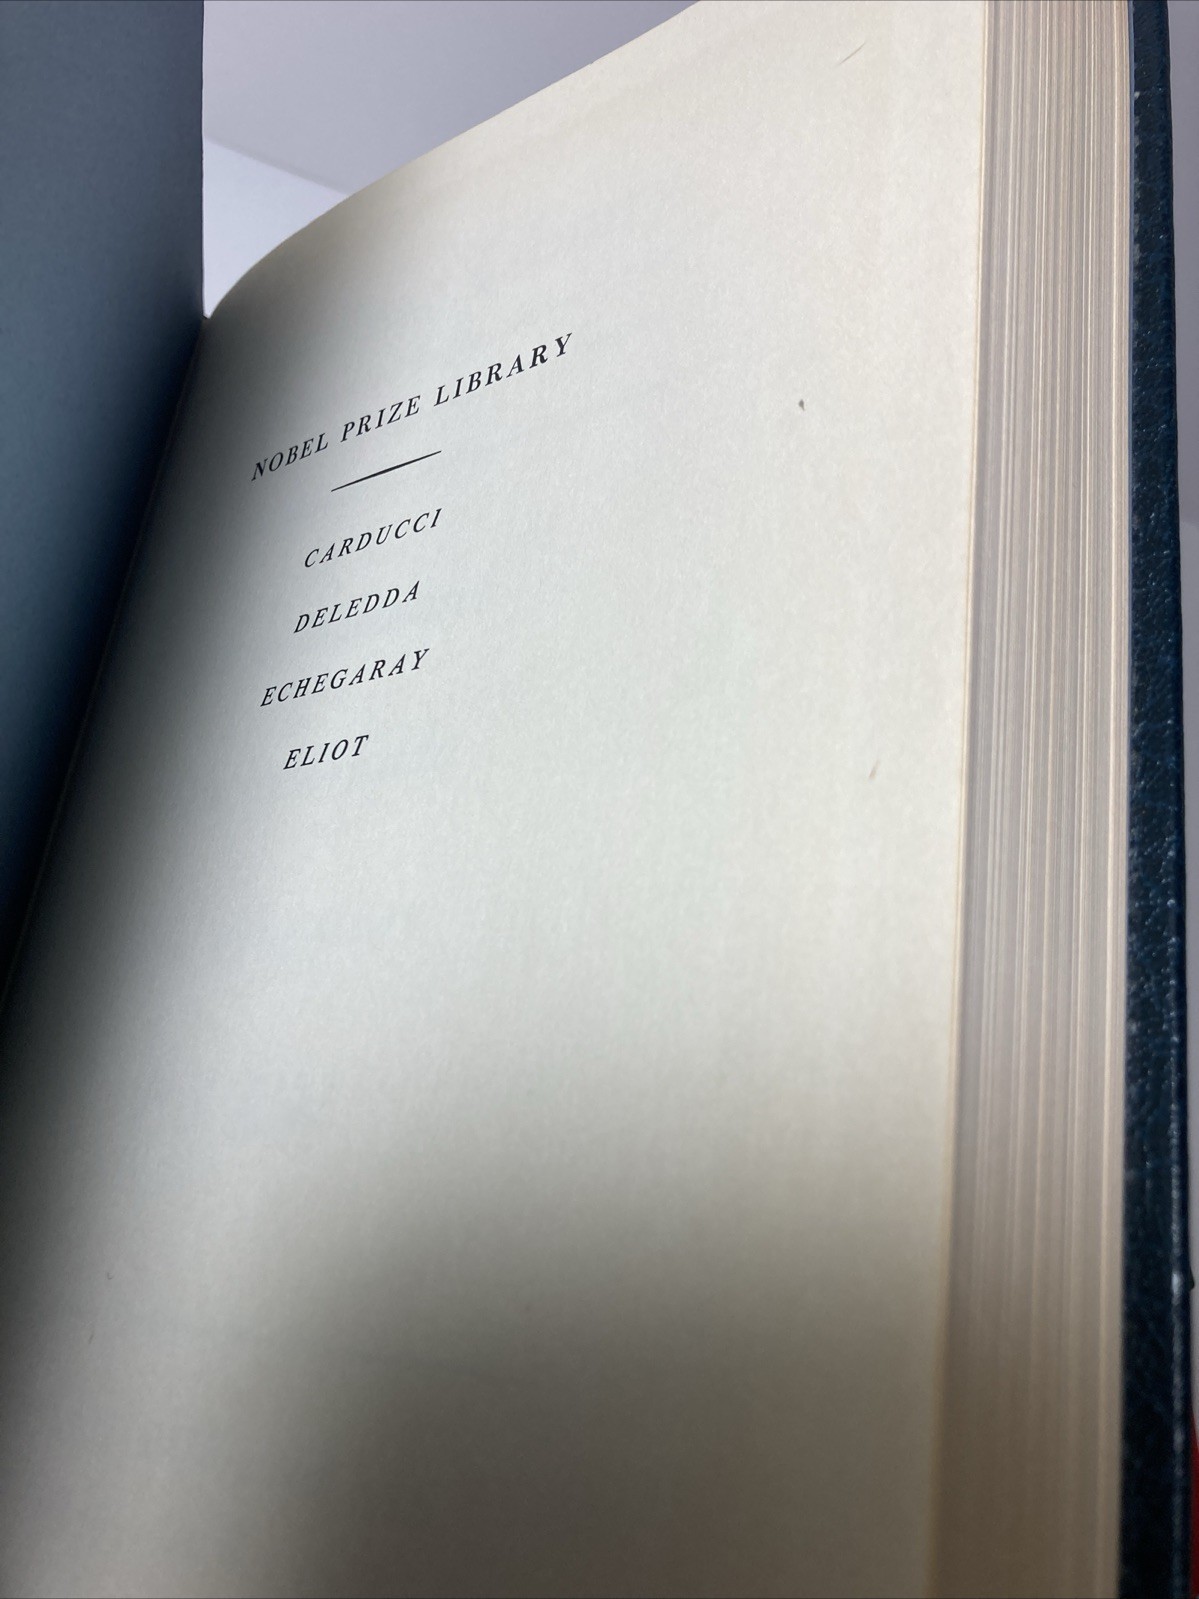 NOBEL PRIZE LIBRARY
CARDUCCI
DELEDDA
ECHEGARAY
ELIOT